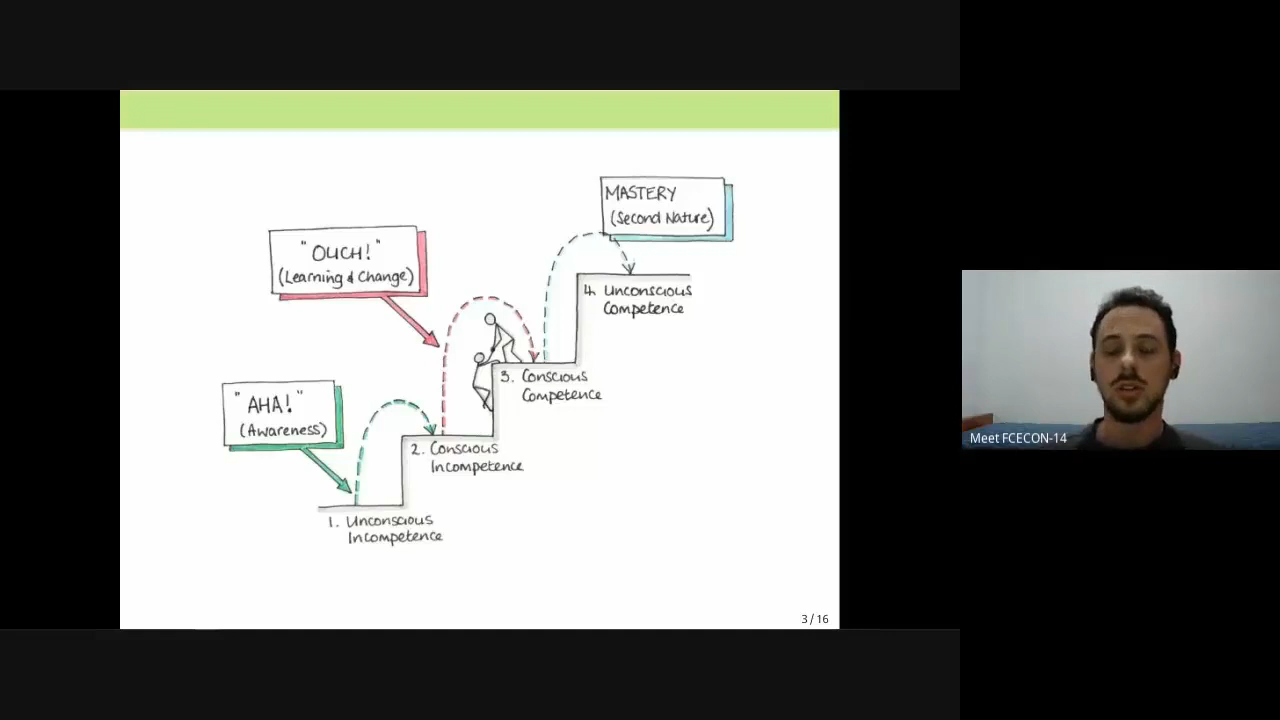 MASTERY
(Second Nature)
"OUCH!"
(Learning & Change)
4. Unconscious
Competence
3. Conscious
Competence
"AHA!"
(Awareness)
2. Conscious
Incompetence
1. Unconscious
Incompetence
3 / 16
Meet FCECON-14